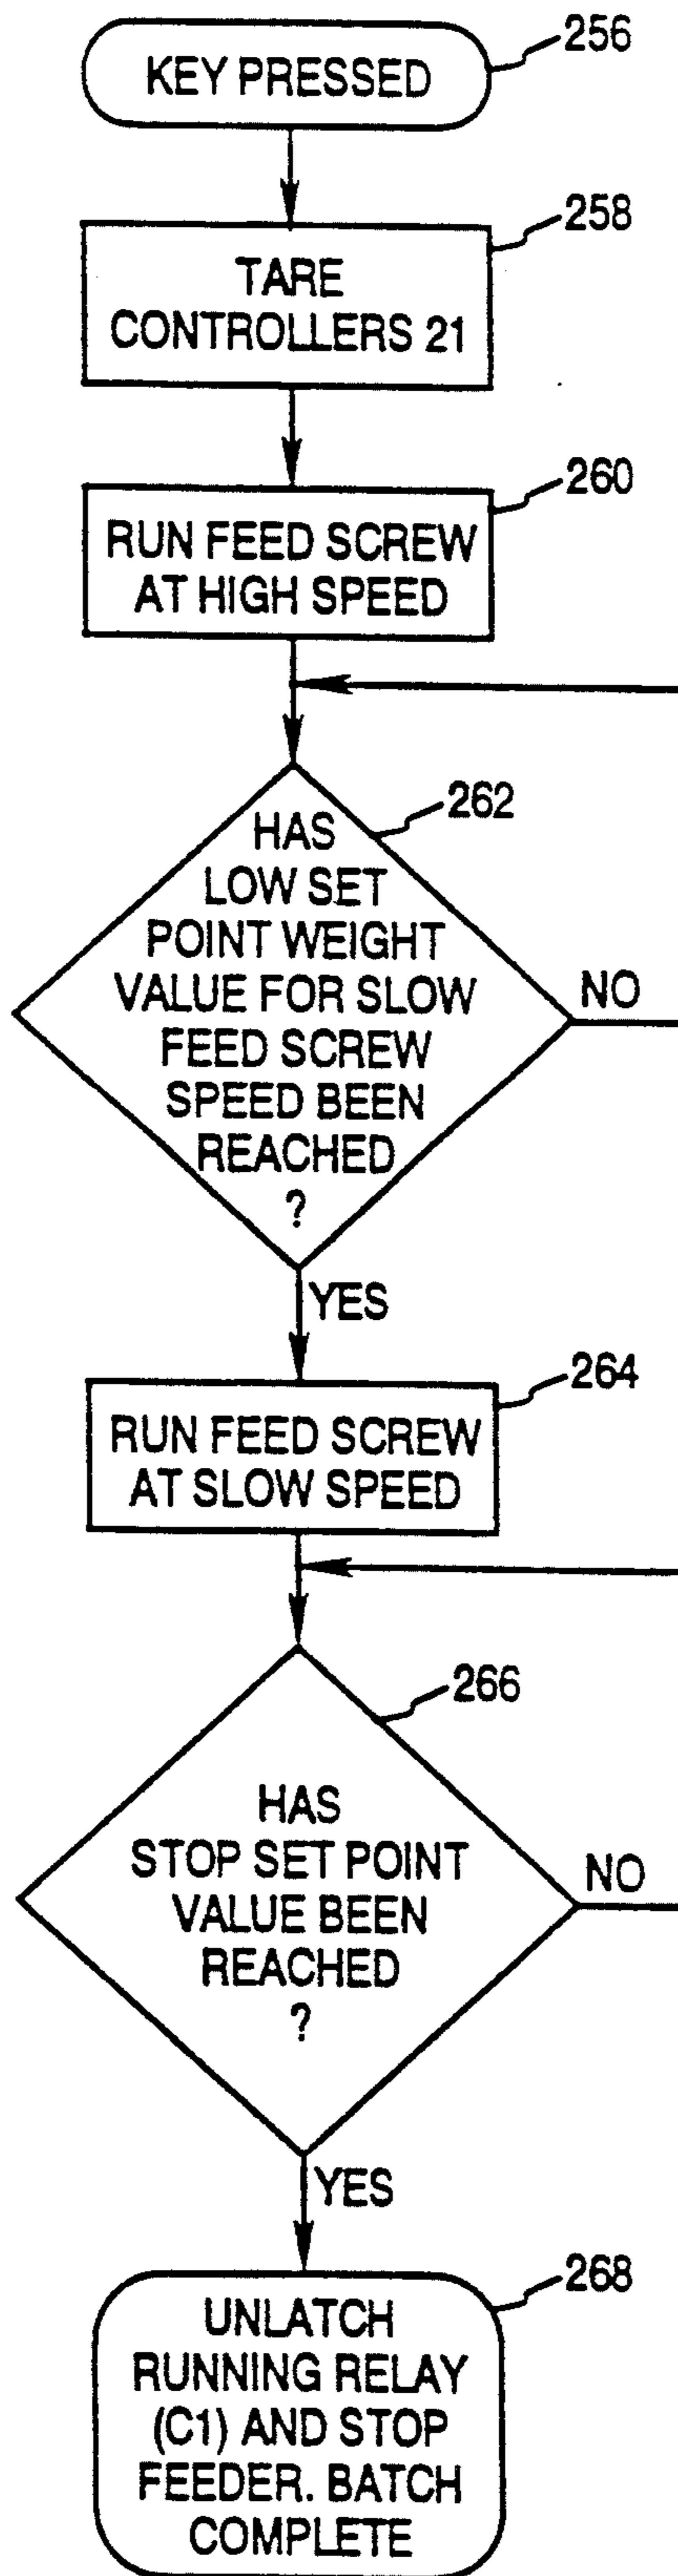 256
KEY PRESSED
258
TARE
CONTROLLERS 21
260
RUN FEED SCREW
AT HIGH SPEED
262
HAS
LOW SET
POINT WEIGHT
VALUE FOR SLOW
FEED SCREW
SPEED BEEN
REACHED
?
NO
YES
264
RUN FEED SCREW
AT SLOW SPEED
266
HAS
STOP SET POINT
VALUE BEEN
REACHED
?
NO
YES
268
UNLATCH
RUNNING RELAY
(C1) AND STOP
FEEDER. BATCH
COMPLETE